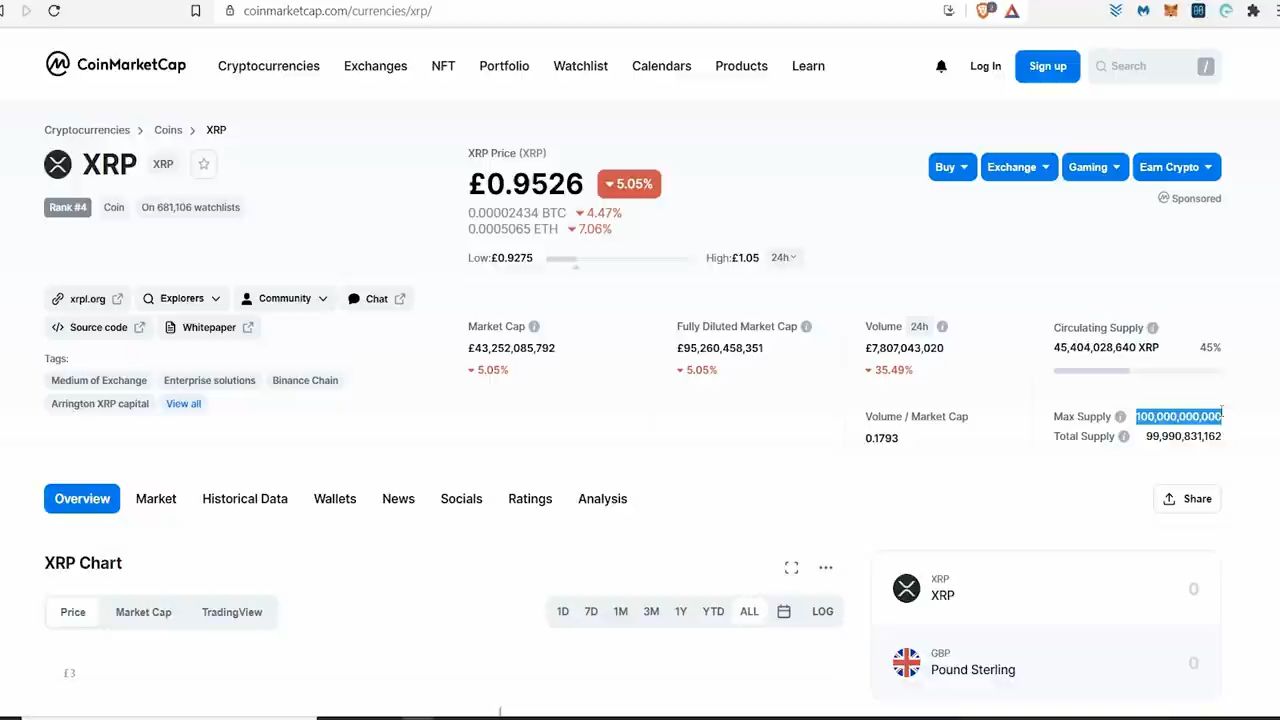 coinmarketcap.com/currencies/xrp/
CoinMarketCap
Cryptocurrencies Exchanges NFT Portfolio Watchlist Calendars Products Learn
Log In Sign up Search /
Cryptocurrencies > Coins > XRP
XRP XRP
Rank #4 Coin On 681,106 watchlists
XRP Price (XRP)
£0.9526 5.05%
0.00002434 BTC 4.47%
0.0005065 ETH 7.06%
Low:£0.9275 High:£1.05 24h
Buy Exchange Gaming Earn Crypto
Sponsored
xrpl.org Explorers Community Chat
Source code Whitepaper
Tags:
Medium of Exchange Enterprise solutions Binance Chain
Arrington XRP capital View all
Market Cap
£43,252,085,792
5.05%
Fully Diluted Market Cap
£95,260,458,351
5.05%
Volume 24h
£7,807,043,020
35.49%
Volume / Market Cap
0.1793
Circulating Supply
45,404,028,640 XRP 45%
Max Supply 100,000,000,000
Total Supply 99,990,831,162
Overview Market Historical Data Wallets News Socials Ratings Analysis
Share
XRP Chart
Price Market Cap TradingView
1D 7D 1M 3M 1Y YTD ALL LOG
£3
XRP
XRP 0
GBP
Pound Sterling 0